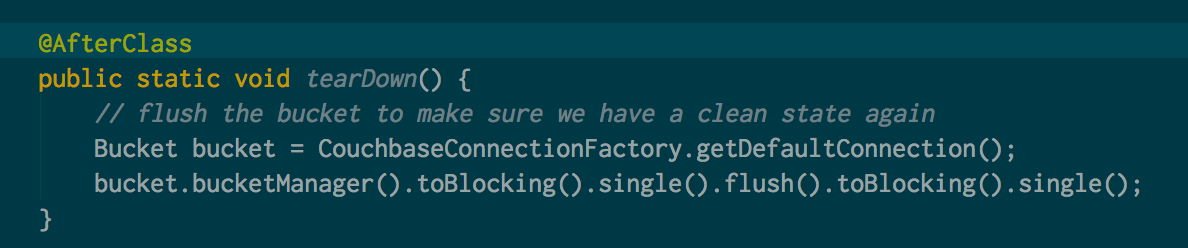 @AfterClass
public static void tearDown() {
    // flush the bucket to make sure we have a clean state again
    Bucket bucket = CouchbaseConnectionFactory.getDefaultConnection();
    bucket.bucketManager().toBlocking().single().flush().toBlocking().single();
}